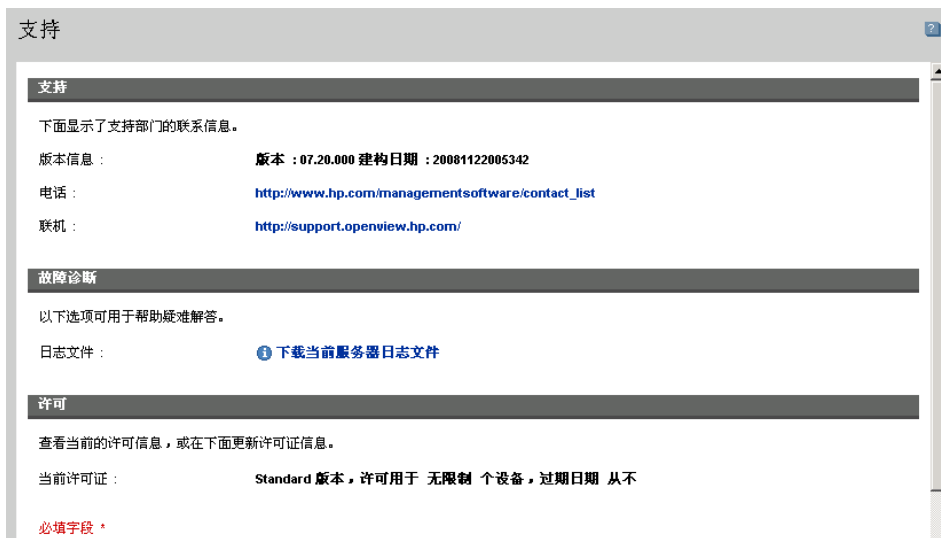 支持
?
支持
下面显示了支持部门的联系信息。
版本信息： 版本 : 07.20.000 建构日期 : 20081122005342
电话： http://www.hp.com/managementsoftware/contact_list
联机： http://support.openview.hp.com/
故障诊断
以下选项可用于帮助疑难解答。
日志文件： 下载当前服务器日志文件
许可
查看当前的许可信息，或在下面更新许可证信息。
当前许可证： Standard 版本，许可用于 无限制 个设备，过期日期 从不
必填字段 *